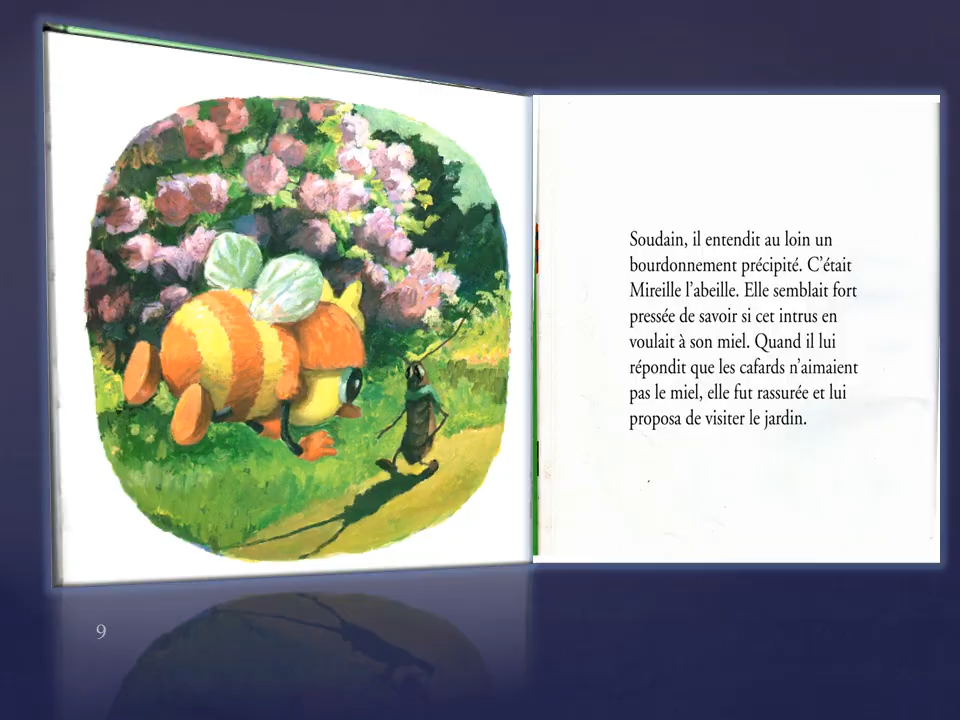 Soudain, il entendit au loin un
bourdonnement précipité. C’était
Mireille l’abeille. Elle semblait fort
pressée de savoir si cet intrus en
voulait à son miel. Quand il lui
répondit que les cafards n’aimaient
pas le miel, elle fut rassurée et lui
proposa de visiter le jardin.
9